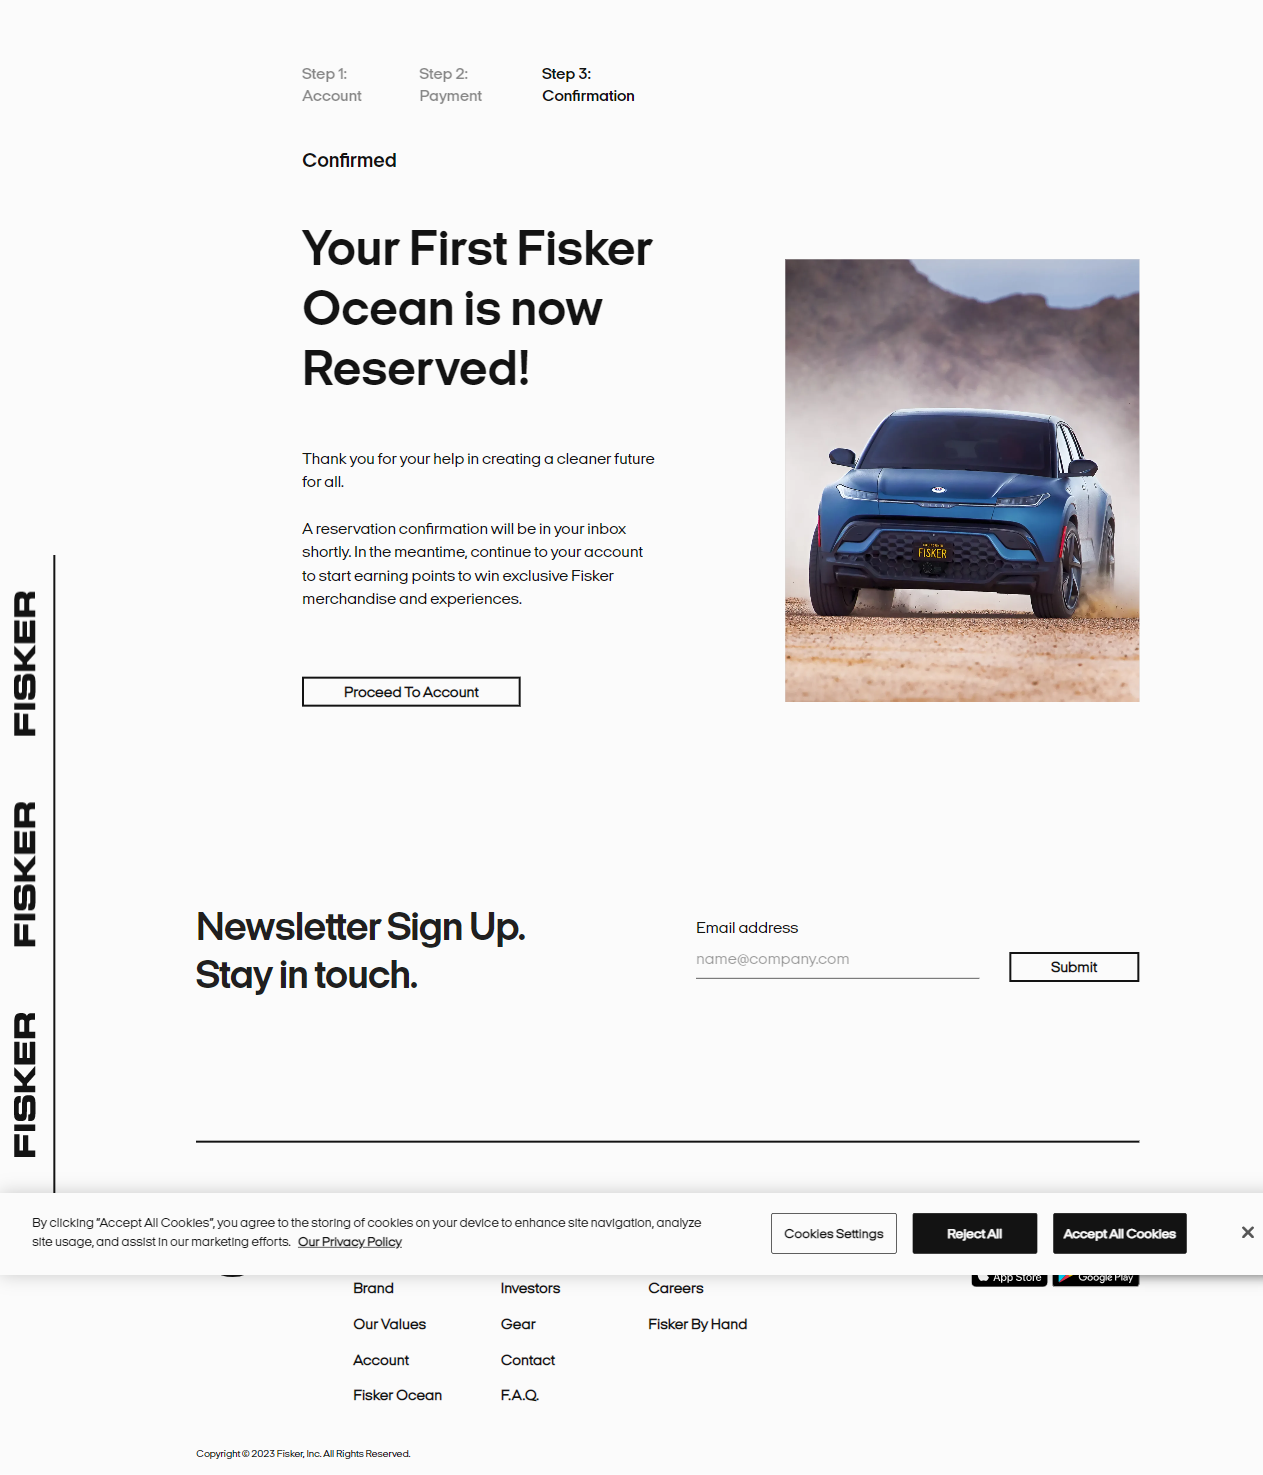 Step 1:
Account
Step 2:
Payment
Step 3:
Confirmation
Confirmed
Your First Fisker
Ocean is now
Reserved!
Thank you for your help in creating a cleaner future
for all.
A reservation confirmation will be in your inbox
shortly. In the meantime, continue to your account
to start earning points to win exclusive Fisker
merchandise and experiences.
Proceed To Account
FISKER
FISKER
FISKER
FISKER
Newsletter Sign Up.
Stay in touch.
Email address
name@company.com
Submit
By clicking “Accept All Cookies”, you agree to the storing of cookies on your device to enhance site navigation, analyze
site usage, and assist in our marketing efforts. Our Privacy Policy
Cookies Settings
Reject All
Accept All Cookies
Brand
Our Values
Account
Fisker Ocean
Investors
Gear
Contact
F.A.Q.
Careers
Fisker By Hand
App Store
Google Play
Copyright © 2023 Fisker, Inc. All Rights Reserved.